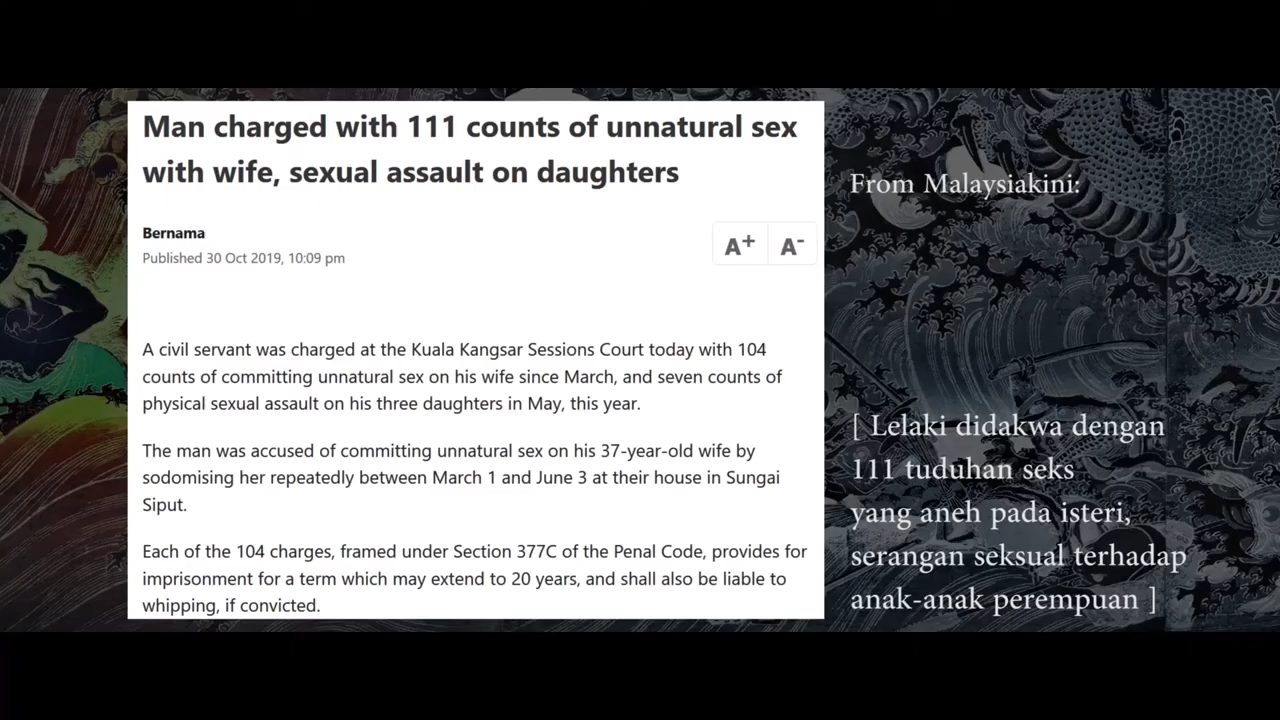 Man charged with 111 counts of unnatural sex
with wife, sexual assault on daughters
Bernama
Published 30 Oct 2019, 10:09 pm
A+ A-
A civil servant was charged at the Kuala Kangsar Sessions Court today with 104
counts of committing unnatural sex on his wife since March, and seven counts of
physical sexual assault on his three daughters in May, this year.
The man was accused of committing unnatural sex on his 37-year-old wife by
sodomising her repeatedly between March 1 and June 3 at their house in Sungai
Siput.
Each of the 104 charges, framed under Section 377C of the Penal Code, provides for
imprisonment for a term which may extend to 20 years, and shall also be liable to
whipping, if convicted.
From Malaysiakini:
[ Lelaki didakwa dengan
111 tuduhan seks
yang aneh pada isteri,
serangan seksual terhadap
anak-anak perempuan ]